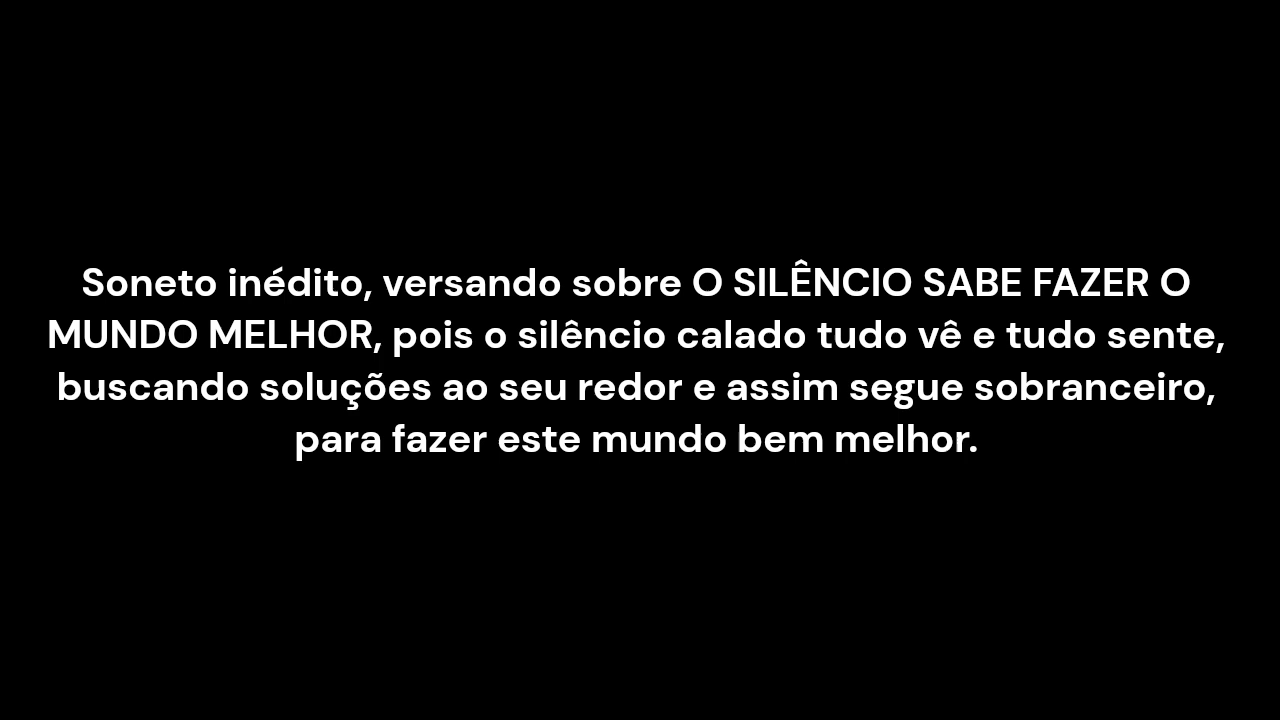 Soneto inédito, versando sobre O SILÊNCIO SABE FAZER O
MUNDO MELHOR, pois o silêncio calado tudo vê e tudo sente,
buscando soluções ao seu redor e assim segue sobranceiro,
para fazer este mundo bem melhor.